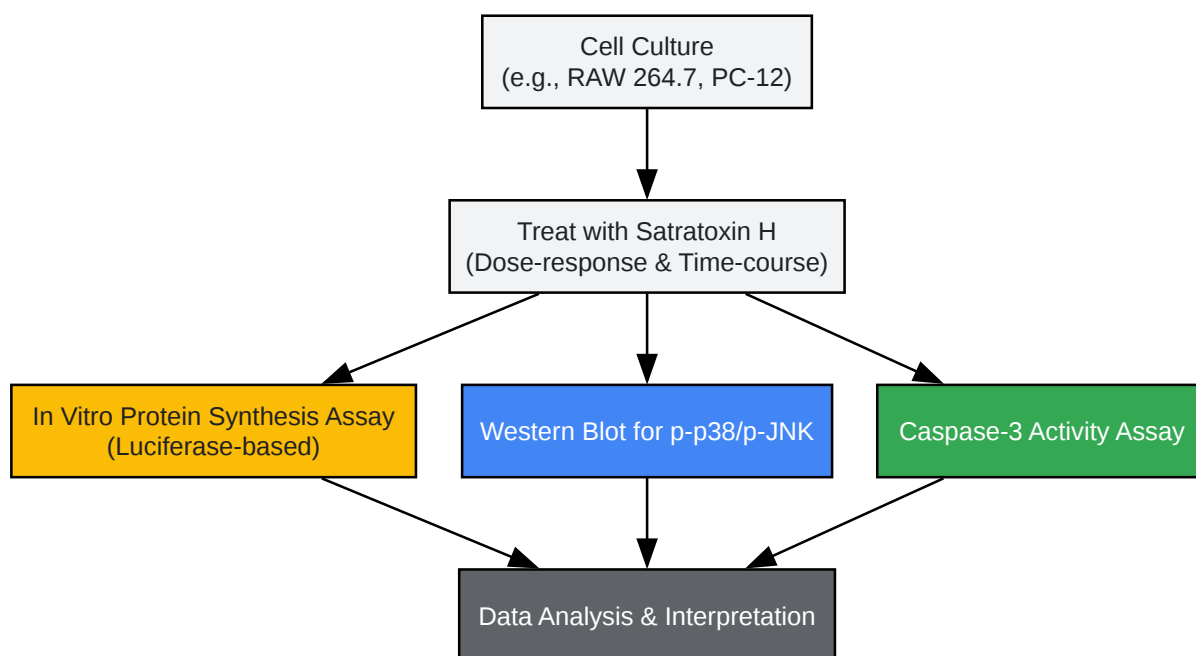 Cell Culture
(e.g., RAW 264.7, PC-12)
Treat with Satratoxin H
(Dose-response & Time-course)
In Vitro Protein Synthesis Assay
(Luciferase-based)
Western Blot for p-p38/p-JNK
Caspase-3 Activity Assay
Data Analysis & Interpretation